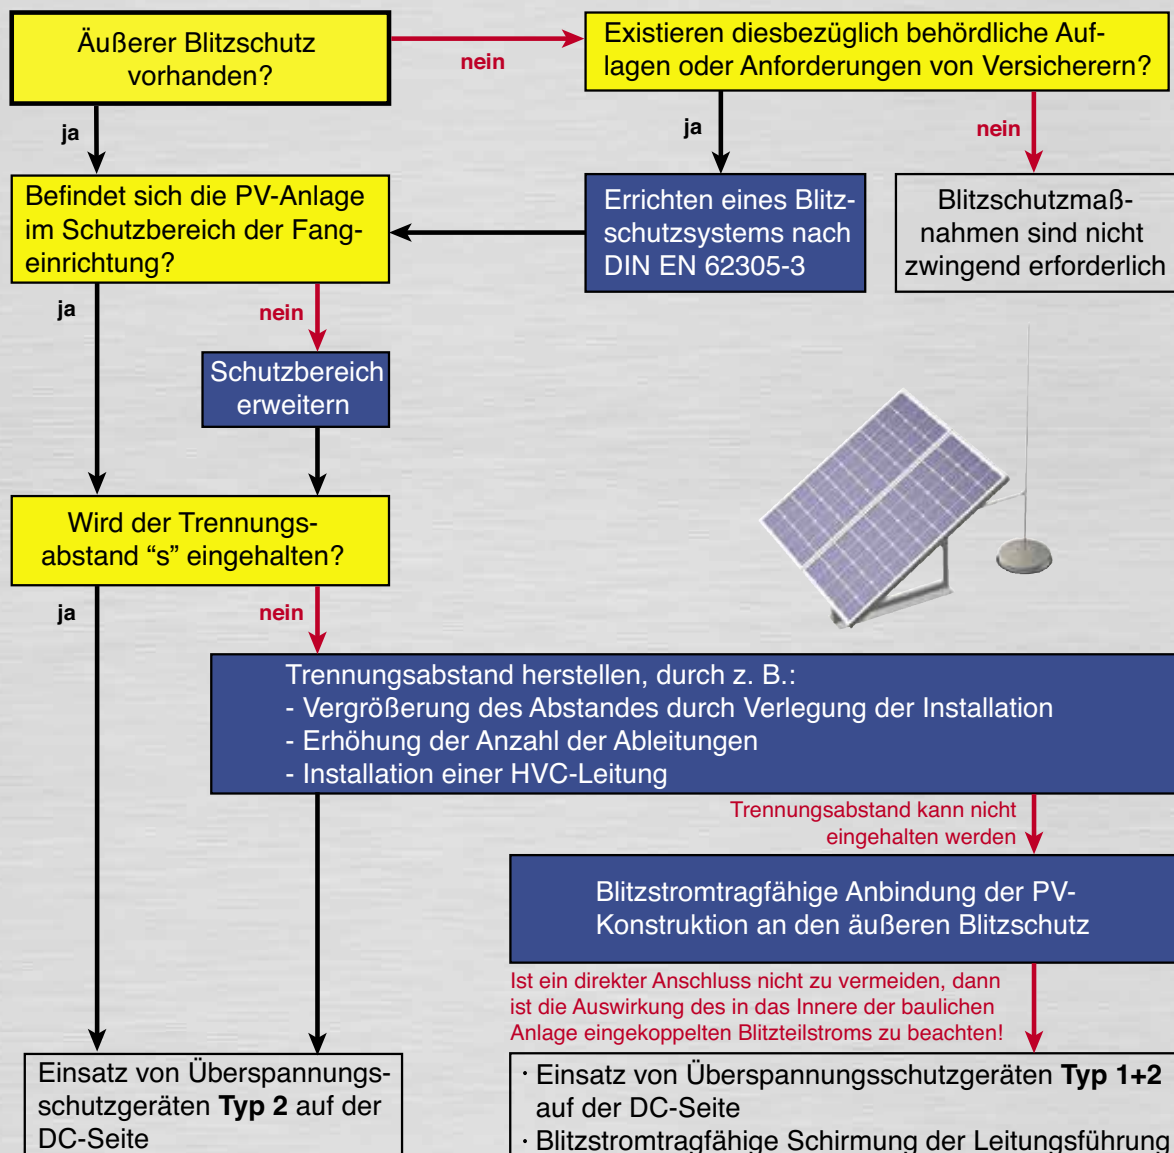 Äußerer Blitzschutz
vorhanden?
nein
Existieren diesbezüglich behördliche Auf-
lagen oder Anforderungen von Versicherern?
ja
ja
nein
Befindet sich die PV-Anlage
im Schutzbereich der Fang-
einrichtung?
Errichten eines Blitz-
schutzsystems nach
DIN EN 62305-3
Blitzschutzmaß-
nahmen sind nicht
zwingend erforderlich
ja
nein
Schutzbereich
erweitern
Wird der Trennungs-
abstand “s” eingehalten?
ja
nein
Trennungsabstand herstellen, durch z. B.:
- Vergrößerung des Abstandes durch Verlegung der Installation
- Erhöhung der Anzahl der Ableitungen
- Installation einer HVC-Leitung
Trennungsabstand kann nicht
eingehalten werden
Blitzstromtragfähige Anbindung der PV-
Konstruktion an den äußeren Blitzschutz
Ist ein direkter Anschluss nicht zu vermeiden, dann
ist die Auswirkung des in das Innere der baulichen
Anlage eingekoppelten Blitzteilstroms zu beachten!
Einsatz von Überspannungs-
schutzgeräten Typ 2 auf der
DC-Seite
· Einsatz von Überspannungsschutzgeräten Typ 1+2
auf der DC-Seite
· Blitzstromtragfähige Schirmung der Leitungsführung